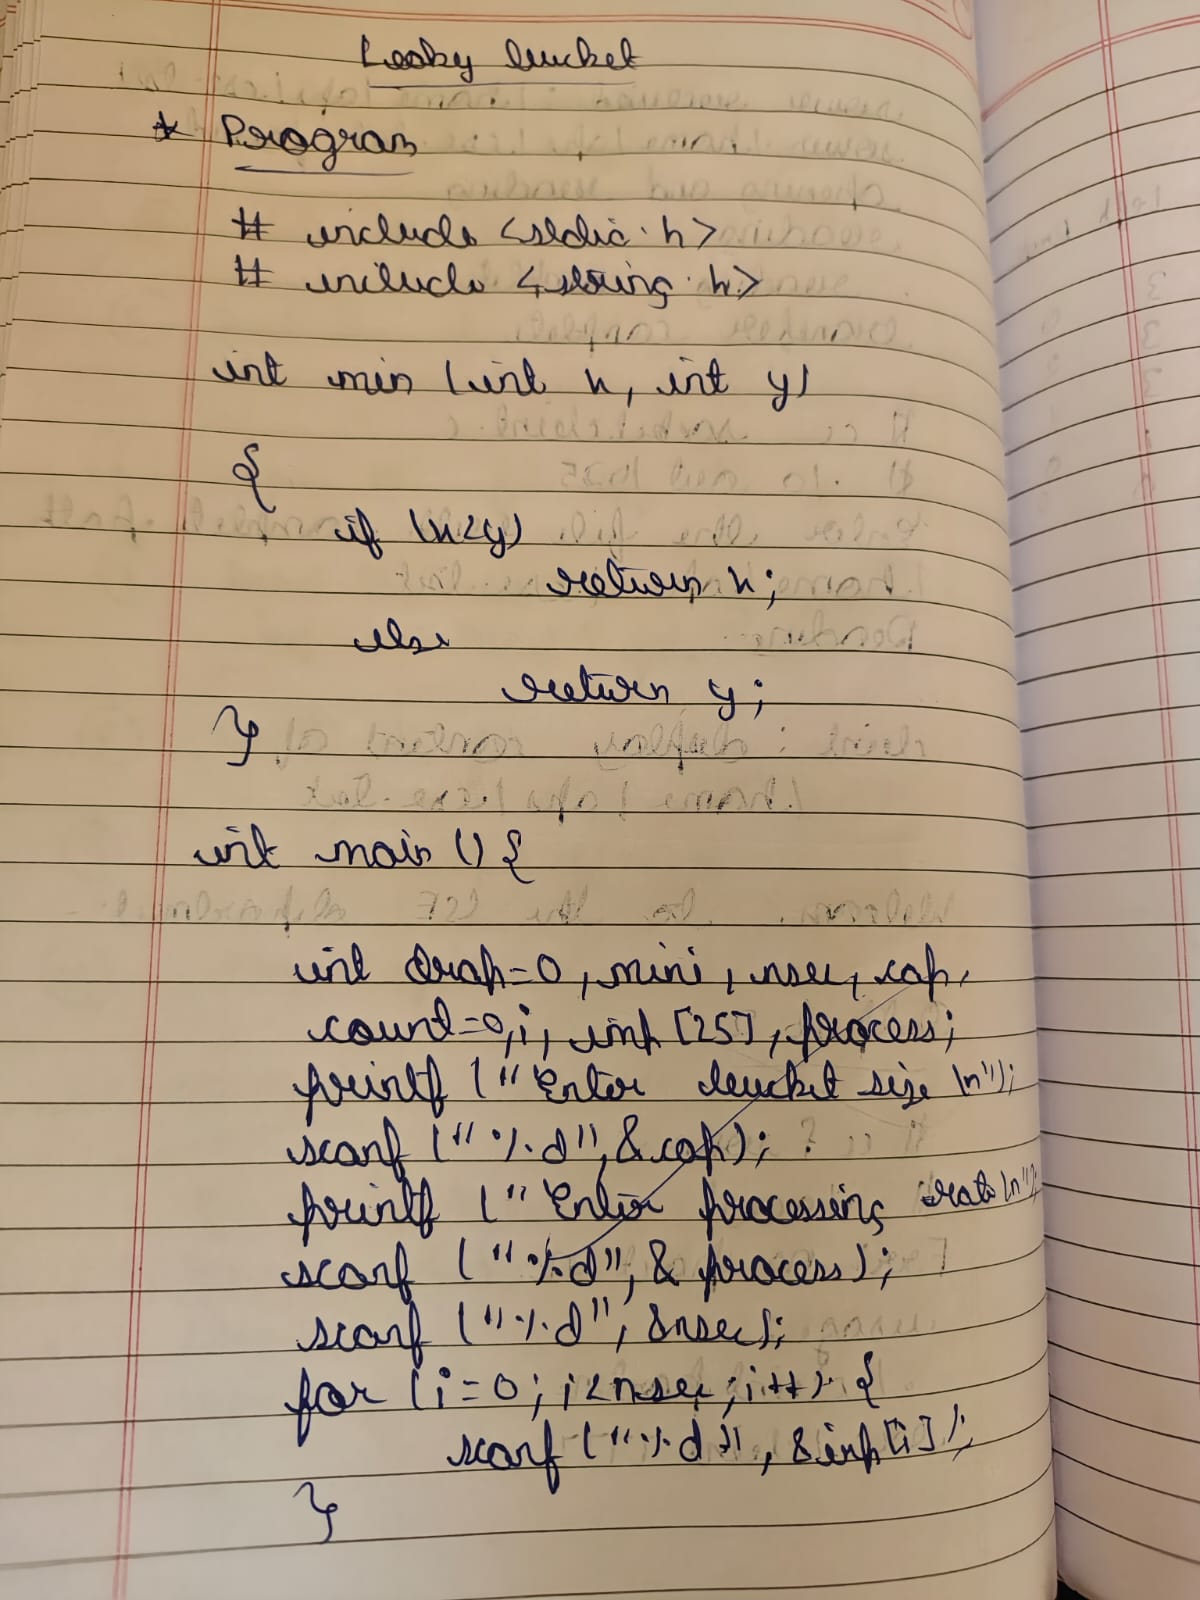 Leaky bucket
* Program
# include <stdio.h>
# include <string.h>
int min (int x, int y)
{
if (x<y)
return x;
else
return y;
}
int main () {
int drop=0, mini, nsec, cap,
count=0, i, inp [25], process;
printf ("Enter bucket size \n");
scanf ("%d", &cap);
printf ("Enter processing rate \n");
scanf ("%d", & process);
scanf ("%d", &nsec);
for (i=0; i<nsec; i++) {
scanf ("%d", &inp[i]);
}